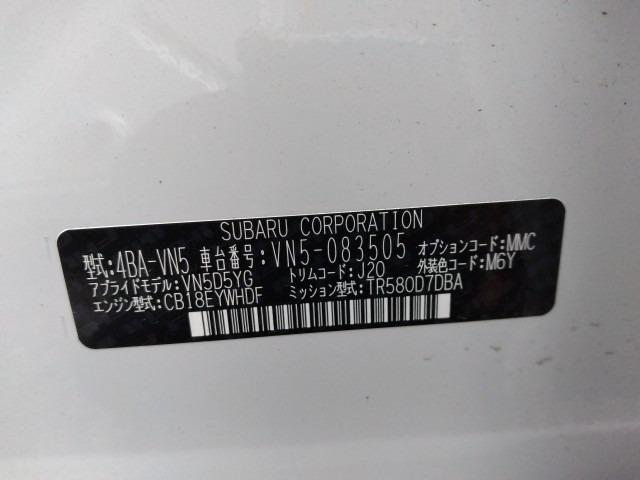 SUBARU CORPORATION
型式:4BA-VN5 車台番号:VN5-083505 オプションコード:MMC
アプライドモデル:VN5D5YG トリムコード:J20 外装色コード:M6Y
エンジン型式:CB18EYWHDF ミッション型式:TR580D7DBA